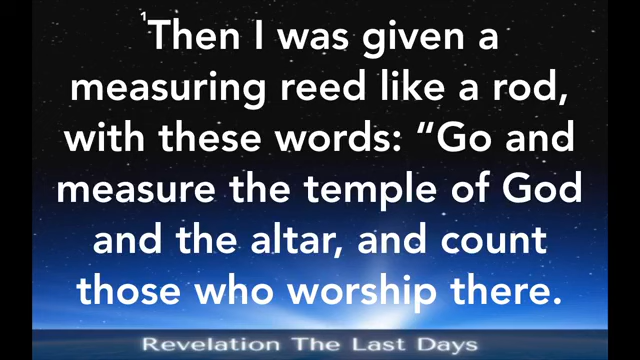 ¹Then I was given a
measuring reed like a rod,
with these words: “Go and
measure the temple of God
and the altar, and count
those who worship there.
Revelation The Last Days